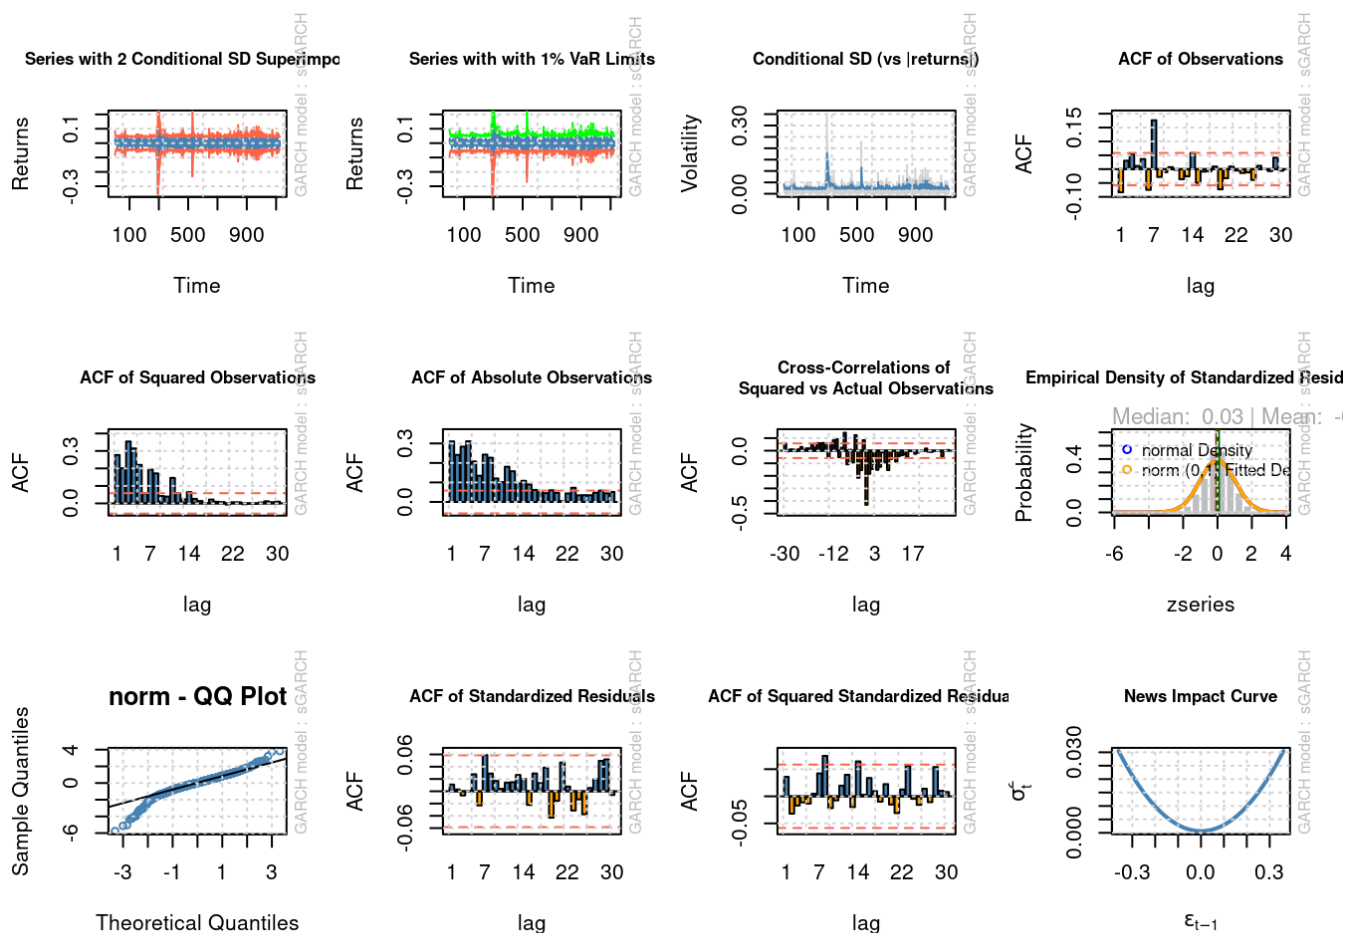 Series with 2 Conditional SD Superimpo
Returns
0.1
-0.3
100 500 900
Time
GARCH model : sGARCH
Series with with 1% VaR Limits
Returns
0.1
-0.3
100 500 900
Time
GARCH model : sGARCH
Conditional SD (vs |returns|)
Volatility
0.30
0.00
100 500 900
Time
GARCH model : sGARCH
ACF of Observations
ACF
0.15
-0.10
1 7 14 22 30
lag
GARCH model : sGARCH
ACF of Squared Observations
ACF
0.3
0.0
1 7 14 22 30
lag
GARCH model : sGARCH
ACF of Absolute Observations
ACF
0.3
0.0
1 7 14 22 30
lag
GARCH model : sGARCH
Cross-Correlations of
Squared vs Actual Observations
ACF
0.0
-0.5
-30 -12 3 17
lag
GARCH model : sGARCH
Empirical Density of Standardized Resid
Median: 0.03 | Mean: -
Probability
0.4
0.0
normal Density
norm (0, Fitted De
-6 -2 0 2 4
zseries
GARCH model : sGARCH
norm - QQ Plot
Sample Quantiles
4
0
-6
-3 -1 1 3
Theoretical Quantiles
GARCH model : sGARCH
ACF of Standardized Residuals
ACF
0.06
-0.06
1 7 14 22 30
lag
GARCH model : sGARCH
ACF of Squared Standardized Residua
ACF
-0.05
1 7 14 22 30
lag
GARCH model : sGARCH
News Impact Curve
0.030
0.000
-0.3 0.0 0.3
εt−1
GARCH model : sGARCH